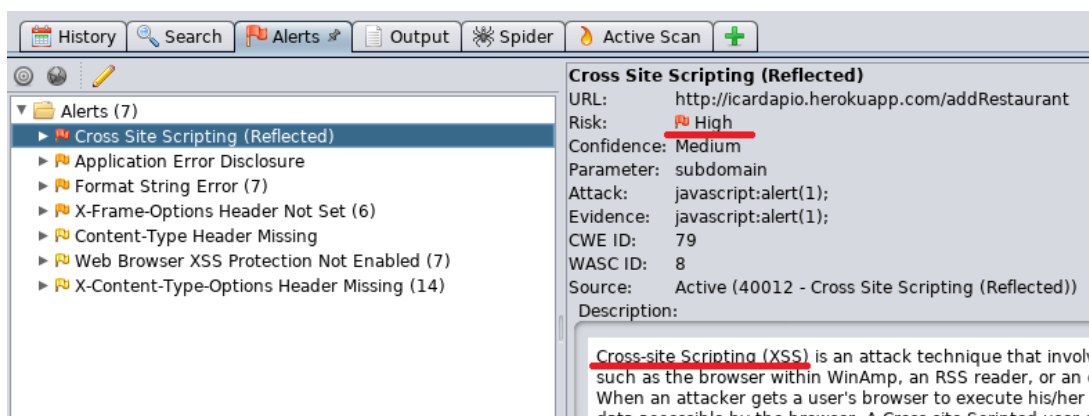 History Search Alerts Output Spider Active Scan
Alerts (7)
Cross Site Scripting (Reflected)
Application Error Disclosure
Format String Error (7)
X-Frame-Options Header Not Set (6)
Content-Type Header Missing
Web Browser XSS Protection Not Enabled (7)
X-Content-Type-Options Header Missing (14)
Cross Site Scripting (Reflected)
URL: http://icardapio.herokuapp.com/addRestaurant
Risk: High
Confidence: Medium
Parameter: subdomain
Attack: javascript:alert(1);
Evidence: javascript:alert(1);
CWE ID: 79
WASC ID: 8
Source: Active (40012 - Cross Site Scripting (Reflected))
Description:
Cross-site Scripting (XSS) is an attack technique that
such as the browser within WinAmp, an RSS reader, or an
When an attacker gets a user's browser to execute his/her